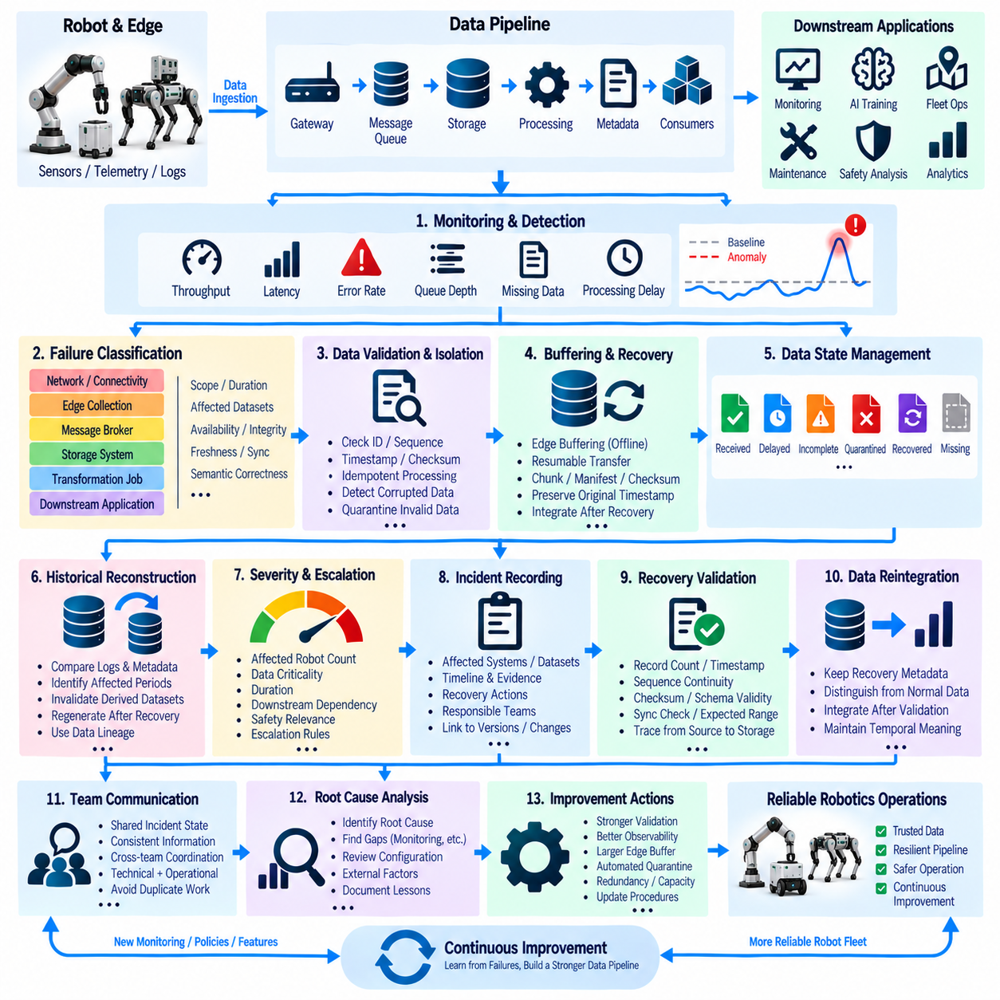 Robot & Edge
Sensors / Telemetry / Logs
Data
Ingestion
Data Pipeline
Gateway
Message
Queue
Storage
Processing
Metadata
Consumers
Downstream Applications
Monitoring
AI Training
Fleet Ops
Maintenance
Safety Analysis
Analytics
1. Monitoring & Detection
Throughput
Latency
Error Rate
Queue Depth
Missing Data
Processing Delay
Baseline
Anomaly
2. Failure Classification
Network / Connectivity
Edge Collection
Message Broker
Storage System
Transformation Job
Downstream Application
Scope / Duration
Affected Datasets
Availability / Integrity
Freshness / Sync
Semantic Correctness
•••
3. Data Validation & Isolation
• Check ID / Sequence
• Timestamp / Checksum
• Idempotent Processing
• Detect Corrupted Data
• Quarantine Invalid Data
•••
4. Buffering & Recovery
• Edge Buffering (Offline)
• Resumable Transfer
• Chunk / Manifest / Checksum
• Preserve Original Timestamp
• Integrate After Recovery
•••
5. Data State Management
Received
Delayed
Incomplete
Quarantined
Recovered
Missing
•••
6. Historical Reconstruction
• Compare Logs & Metadata
• Identify Affected Periods
• Invalidate Derived Datasets
• Regenerate After Recovery
• Use Data Lineage
•••
7. Severity & Escalation
• Affected Robot Count
• Data Criticality
• Duration
• Downstream Dependency
• Safety Relevance
• Escalation Rules
•••
8. Incident Recording
• Affected Systems / Datasets
• Timeline & Evidence
• Recovery Actions
• Responsible Teams
• Link to Versions / Changes
•••
9. Recovery Validation
• Record Count / Timestamp
• Sequence Continuity
• Checksum / Schema Validity
• Sync Check / Expected Range
• Trace from Source to Storage
•••
10. Data Reintegration
• Keep Recovery Metadata
• Distinguish from Normal Data
• Integrate After Validation
• Maintain Temporal Meaning
•••
11. Team Communication
• Shared Incident State
• Consistent Information
• Cross-team Coordination
• Technical + Operational
• Avoid Duplicate Work
•••
12. Root Cause Analysis
• Identify Root Cause
• Find Gaps (Monitoring, etc.)
• Review Configuration
• External Factors
• Document Lessons
•••
13. Improvement Actions
• Stronger Validation
• Better Observability
• Larger Edge Buffer
• Automated Quarantine
• Redundancy / Capacity
• Update Procedures
•••
Reliable Robotics Operations
Trusted Data
Resilient Pipeline
Safer Operation
Continuous
Improvement
New Monitoring / Policies / Features
Continuous Improvement
Learn from Failures, Build a Stronger Data Pipeline
More Reliable Robot Fleet